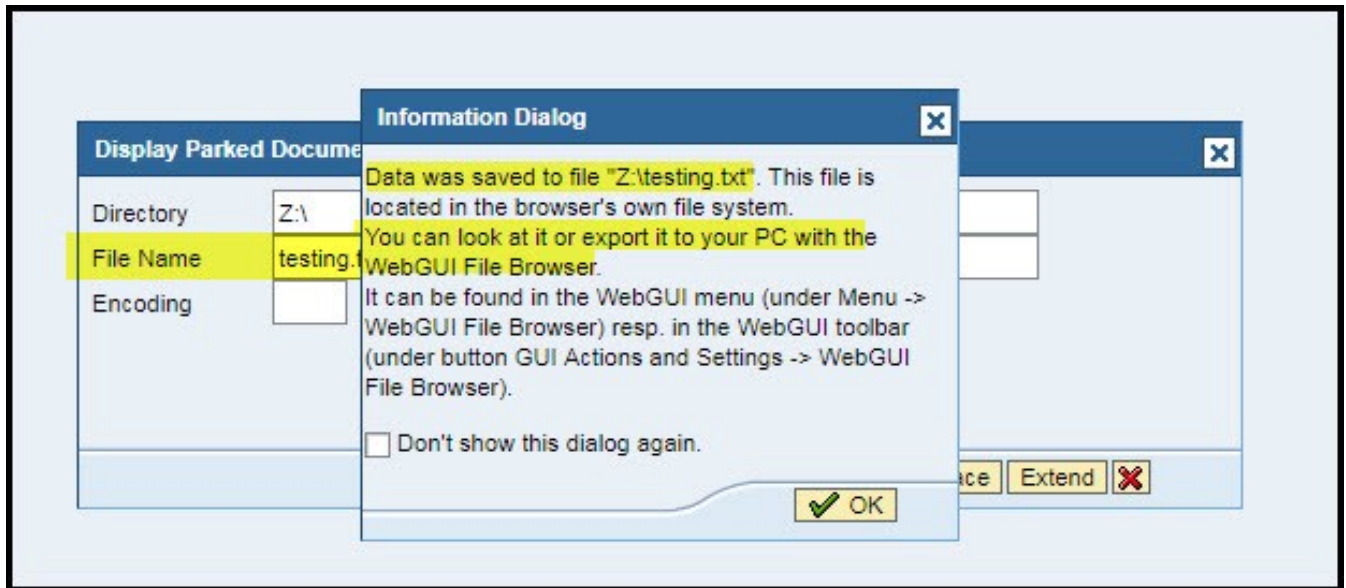 Information Dialog
Display Parked Docume
Data was saved to file "Z:\testing.txt". This file is
located in the browser's own file system.
You can look at it or export it to your PC with the
WebGUI File Browser.
It can be found in the WebGUI menu (under Menu ->
WebGUI File Browser) resp. in the WebGUI toolbar
(under button GUI Actions and Settings -> WebGUI
File Browser).
Don't show this dialog again.
OK
Directory Z:\
File Name testing.t
Encoding
ace Extend